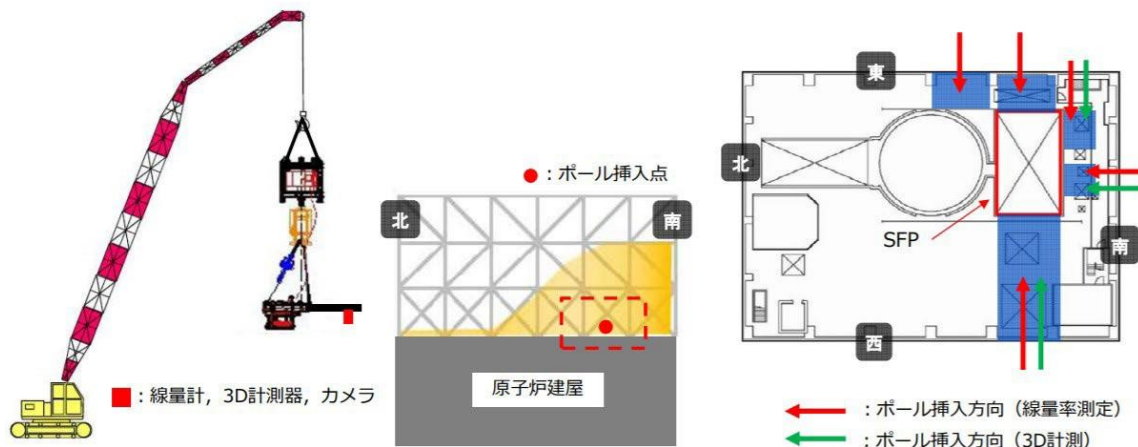 ：線量計，3D計測器，カメラ
●：ポール挿入点
北
南
原子炉建屋
東
北
SFP
南
西
：ポール挿入方向（線量率測定）
：ポール挿入方向（3D計測）